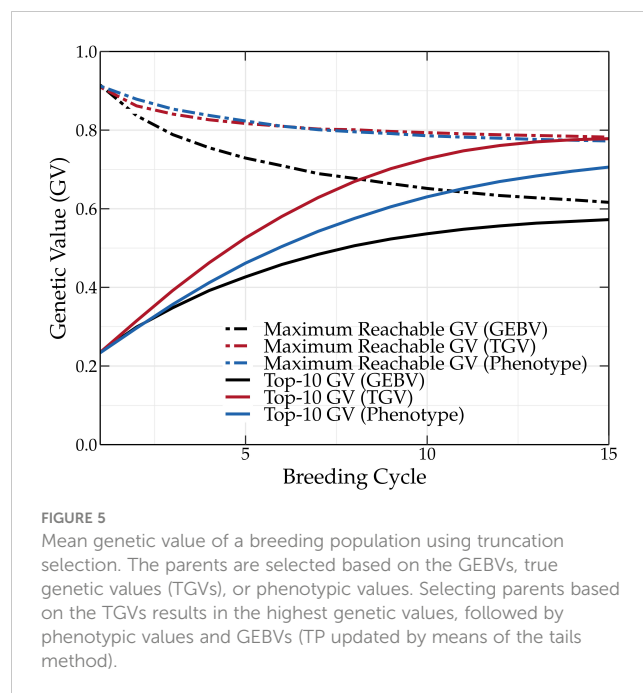 1.0
0.8
0.6
0.4
0.2
0.0
Genetic Value (GV)
Maximum Reachable GV (GEBV)
Maximum Reachable GV (TGV)
Maximum Reachable GV (Phenotype)
Top-10 GV (GEBV)
Top-10 GV (TGV)
Top-10 GV (Phenotype)
5
10
15
Breeding Cycle
FIGURE 5
Mean genetic value of a breeding population using truncation
selection. The parents are selected based on the GEBVs, true
genetic values (TGVs), or phenotypic values. Selecting parents based
on the TGVs results in the highest genetic values, followed by
phenotypic values and GEBVs (TP updated by means of the tails
method).